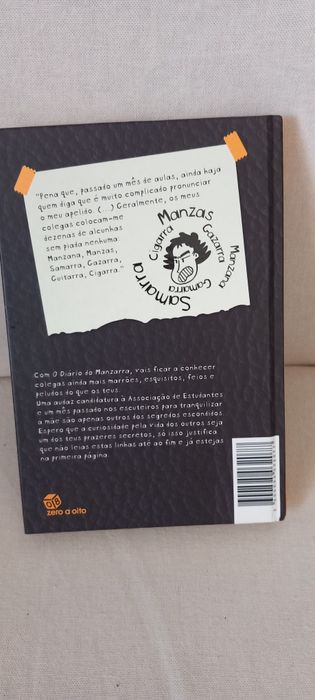 "Pena que, passado um mês de aulas, ainda haja
quem diga que é muito complicado pronunciar
o meu apelido. (...) Geralmente, os meus
colegas colocam-me
dezenas de alcunhas
sem piada nenhuma
Manzana, Manzas,
Samarra, Gazarra,
Guitarra, Cigarra."
Manzas
Cigarra
Gazarra
Manzana
Gamarra
Samarra
Com O Diário do Manzarra, vais ficar a conhecer
colegas ainda mais marrões, esquisitos, feios e
peludos do que os teus.
Uma audaz candidatura à Associação de Estudantes
e um mês passado nos escuteiros para tranquilizar
a mãe são apenas outros dos segredos escondidos.
Espero que a curiosidade pela vida dos outros seja
um dos teus prazeres secretos, só isso justifica
que não leias estas linhas até ao fim e já estejas
na primeira página.
zero a oito